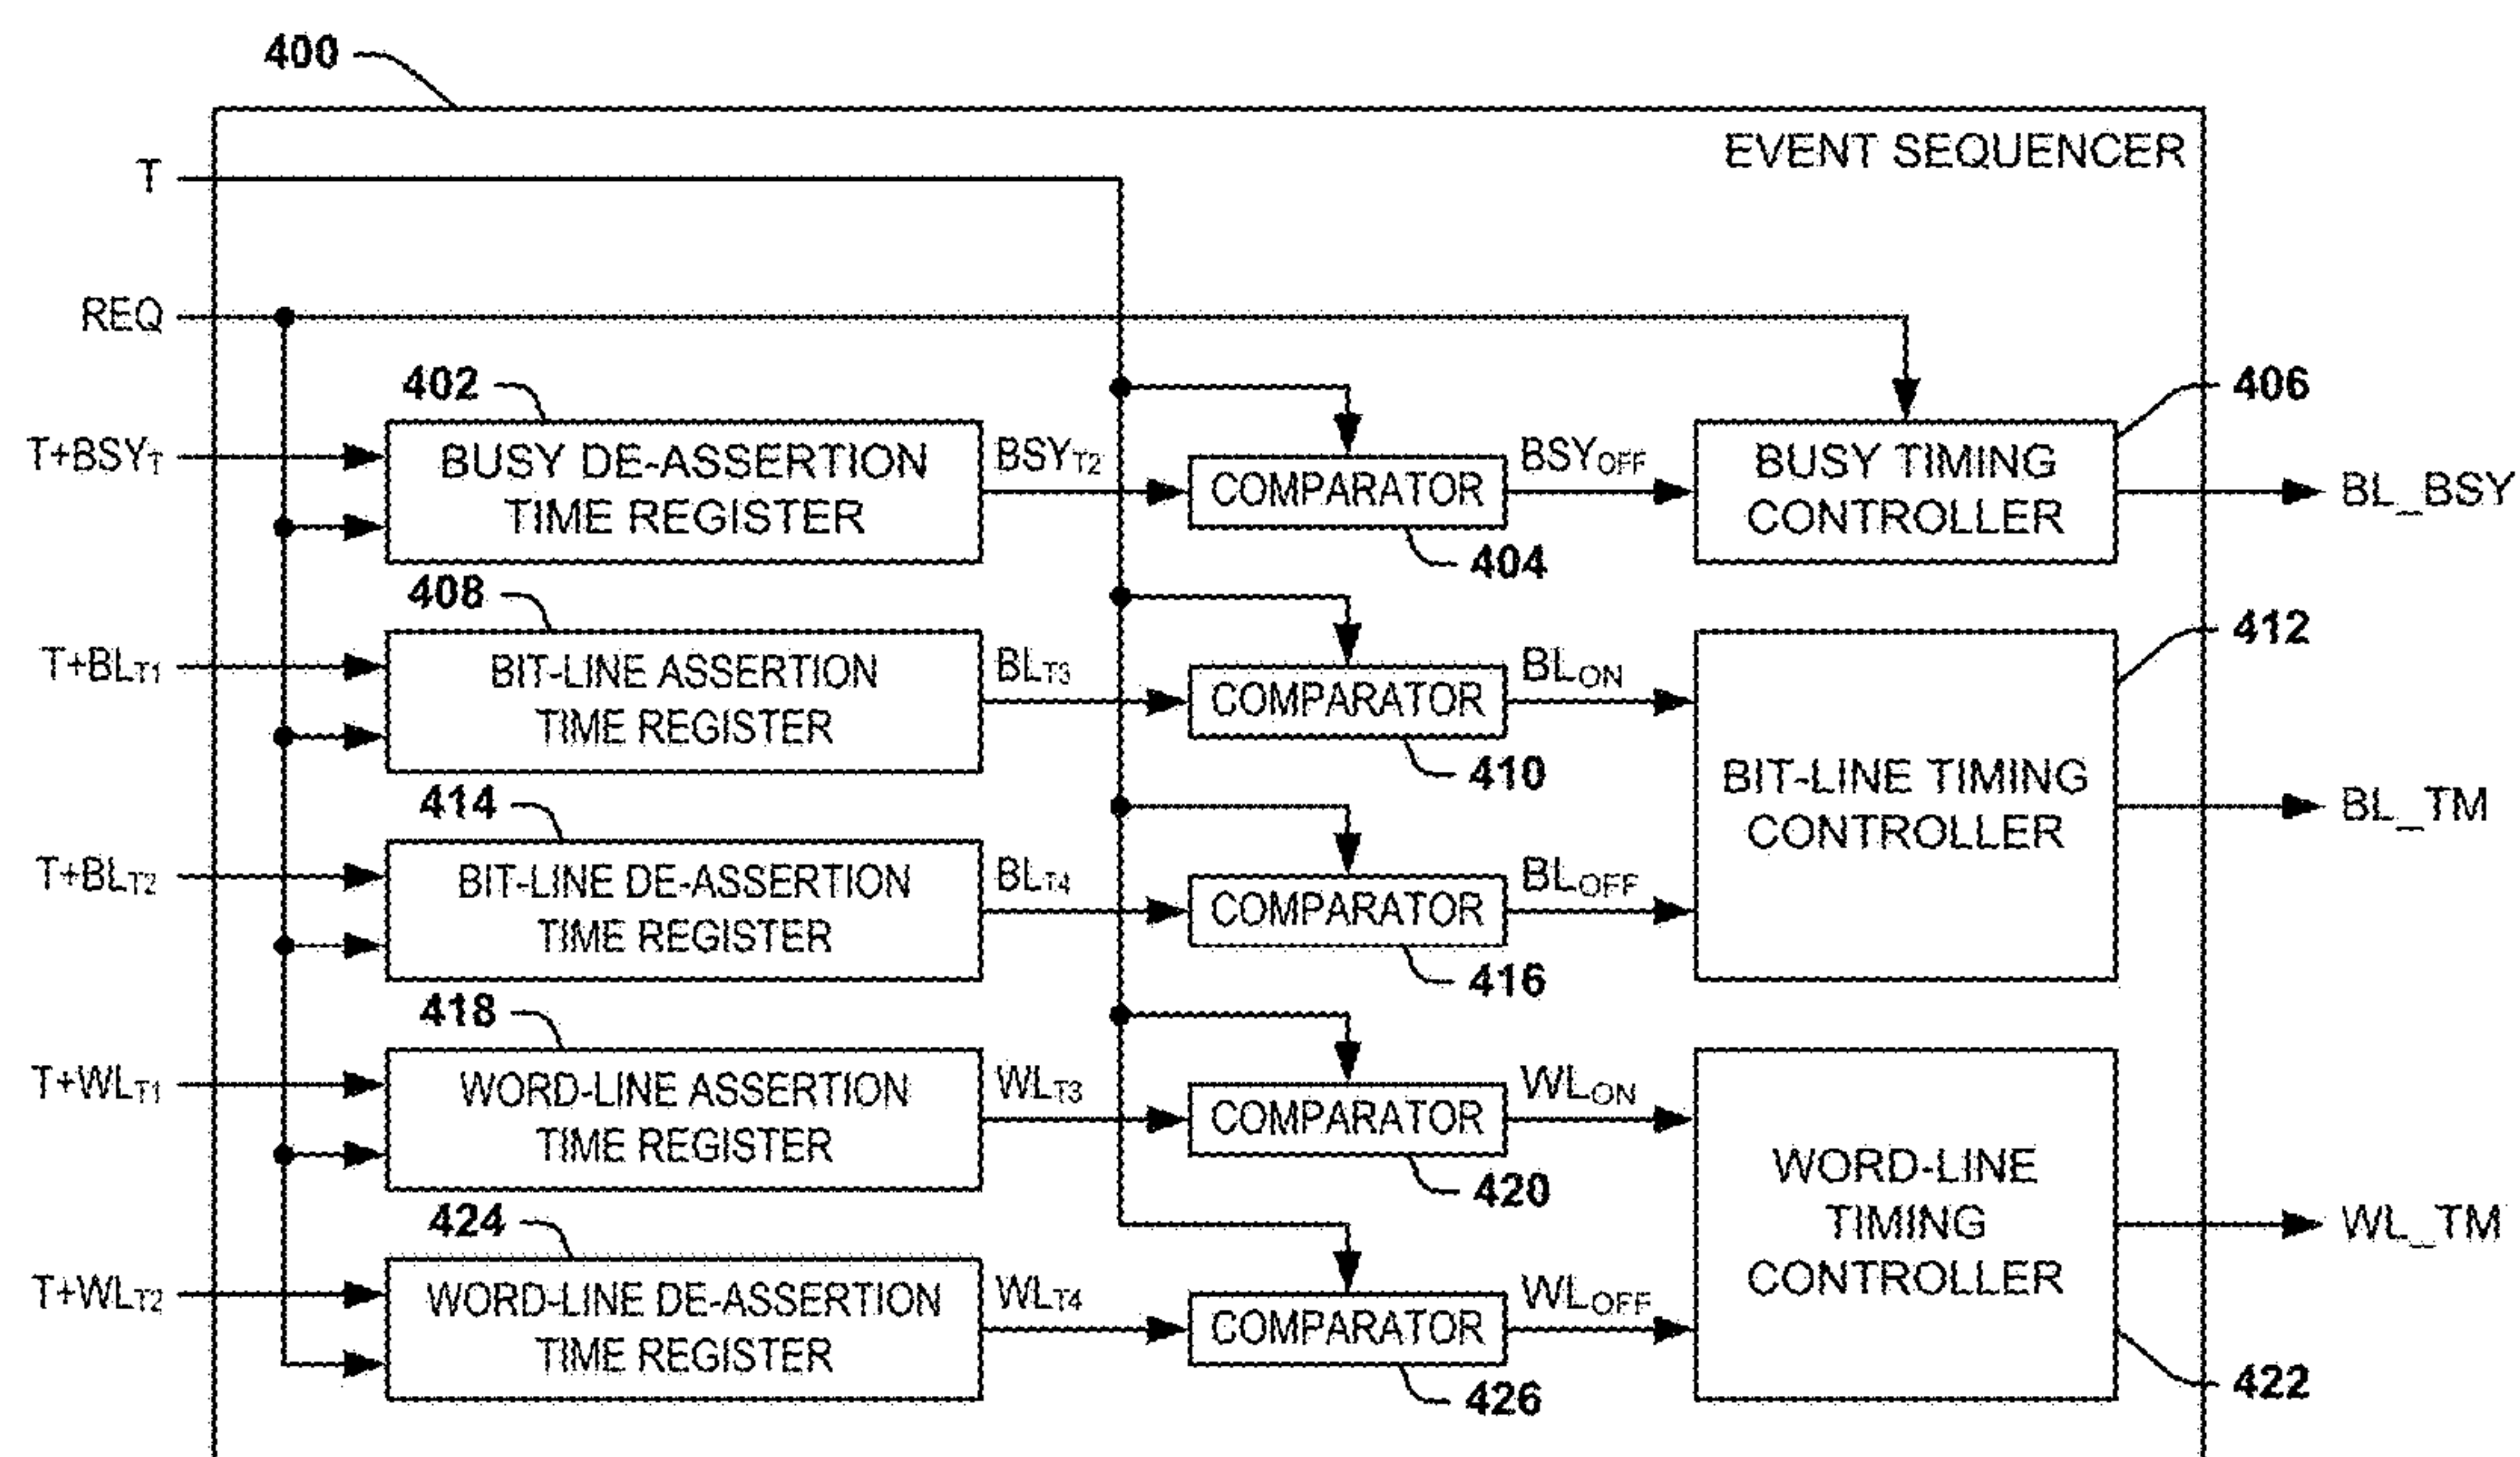 400
EVENT SEQUENCER
T
REQ
402
406
T+BSYT
BUSY DE-ASSERTION
TIME REGISTER
BSYT2
COMPARATOR
BSYOFF
BUSY TIMING
CONTROLLER
BL_BSY
404
408
412
T+BLT1
BIT-LINE ASSERTION
TIME REGISTER
BLT3
COMPARATOR
BLON
410
BIT-LINE TIMING
CONTROLLER
BL_TM
414
T+BLT2
BIT-LINE DE-ASSERTION
TIME REGISTER
BLT4
COMPARATOR
BLOFF
416
418
T+WLT1
WORD-LINE ASSERTION
TIME REGISTER
WLT3
COMPARATOR
WLON
420
WORD-LINE
TIMING
CONTROLLER
WL_TM
424
T+WLT2
WORD-LINE DE-ASSERTION
TIME REGISTER
WLT4
COMPARATOR
WLOFF
426
422